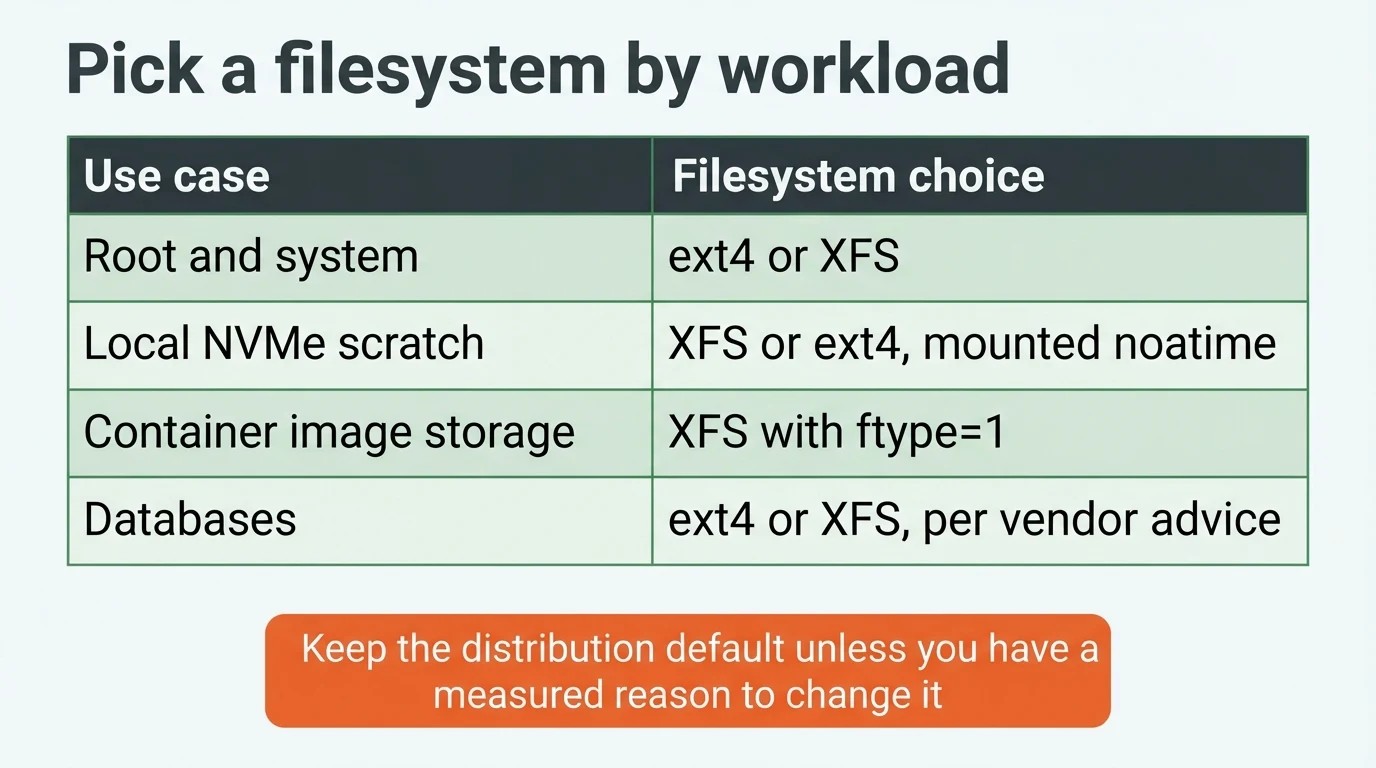 Pick a filesystem by workload
Use case
Filesystem choice
Root and system
ext4 or XFS
Local NVMe scratch
XFS or ext4, mounted noatime
Container image storage
XFS with ftype=1
Databases
ext4 or XFS, per vendor advice
Keep the distribution default unless you have a
measured reason to change it